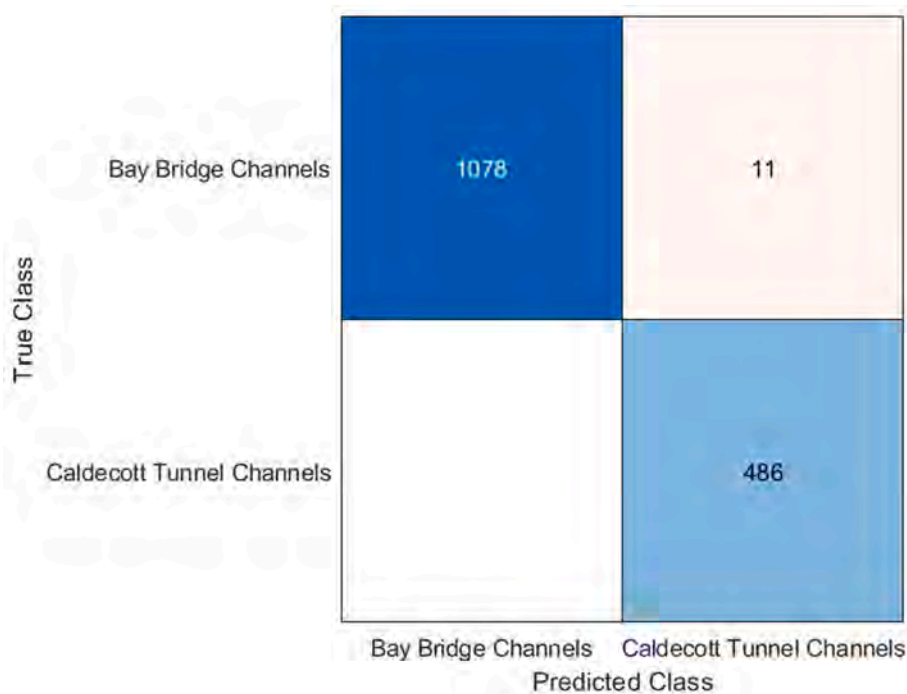 True Class
Bay Bridge Channels
1078
11
Caldecott Tunnel Channels
486
Bay Bridge Channels
Caldecott Tunnel Channels
Predicted Class